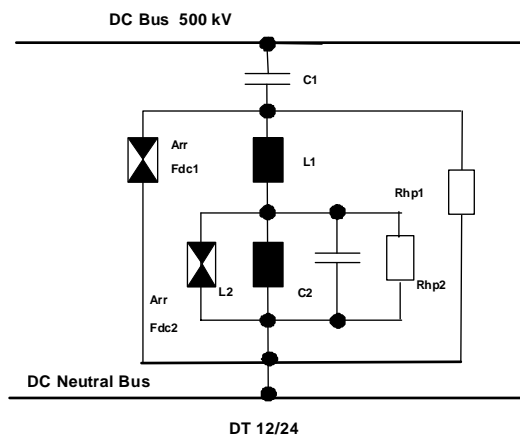 DC Bus 500 kV
C1
Arr
Fdc1
L1
Rhp1
L2
C2
Rhp2
Arr
Fdc2
DC Neutral Bus
DT 12/24